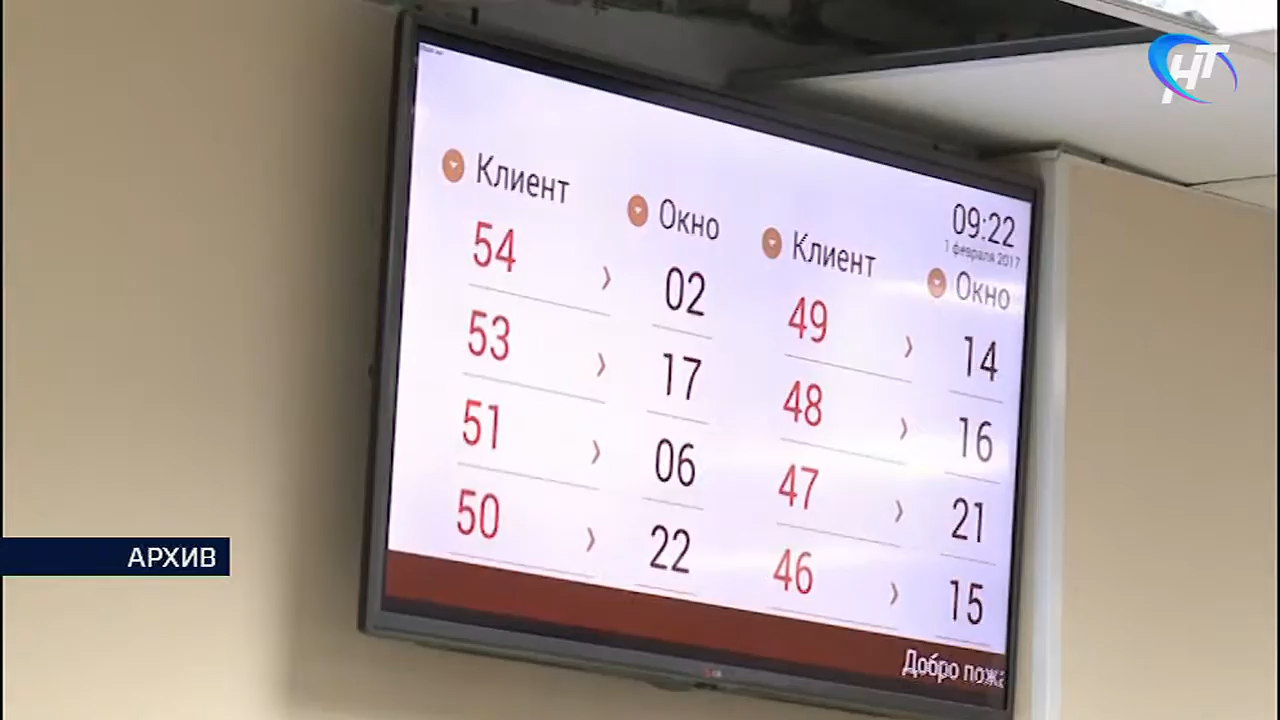 НТ
Клиент Окно
54 › 02
53 › 17
51 › 06
50 › 22
09:22
1 февраля 2017
Клиент Окно
49 › 14
48 › 16
47 › 21
46 › 15
Добро пож
АРХИВ